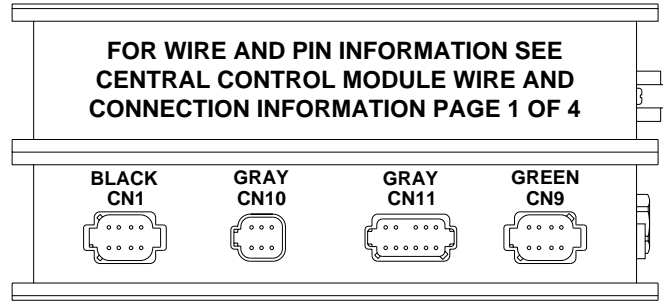 FOR WIRE AND PIN INFORMATION SEE
CENTRAL CONTROL MODULE WIRE AND
CONNECTION INFORMATION PAGE 1 OF 4
BLACK GRAY GRAY GREEN
CN1 CN10 CN11 CN9